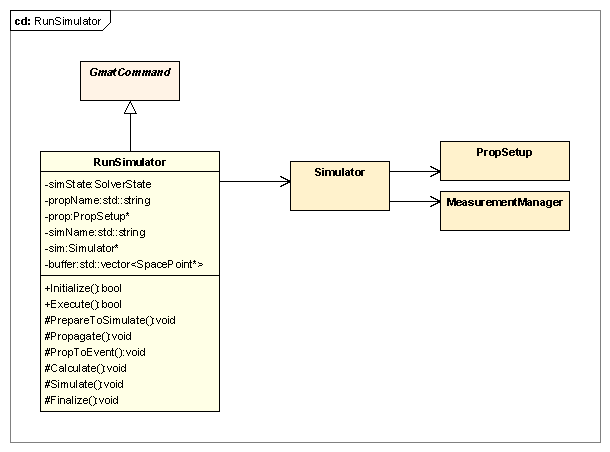 cd: RunSimulator
GmatCommand
RunSimulator
-simState:SolverState
-propName:std::string
-prop:PropSetup*
-simName:std::string
-sim:Simulator*
-buffer:std::vector<SpacePoint*>
+Initialize():bool
+Execute():bool
#PrepareToSimulate():void
#Propagate():void
#PropToEvent():void
#Calculate():void
#Simulate():void
#Finalize():void
Simulator
PropSetup
MeasurementManager